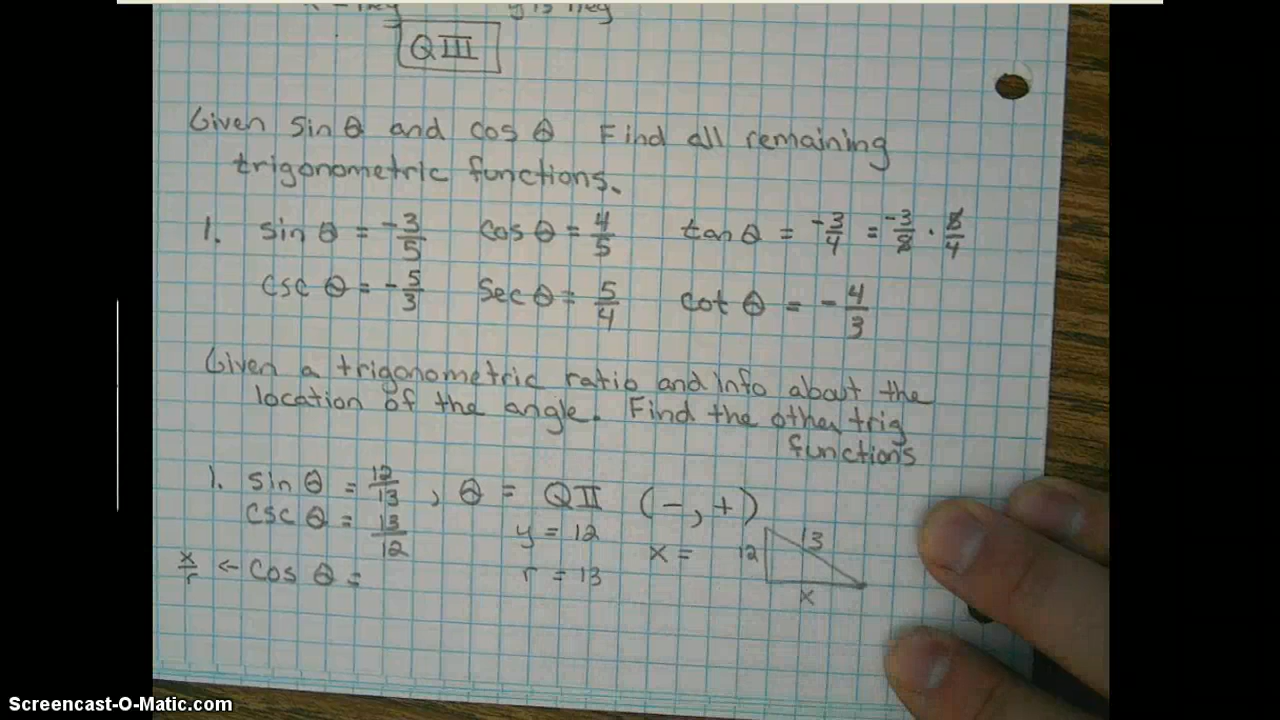 QIII
Given sin θ and cos θ Find all remaining
trigonometric functions.
1. sin θ = -3/5 cos θ = 4/5 tan θ = -3/4 = -3/8 · 8/4
csc θ = -5/3 sec θ = 5/4 cot θ = -4/3
Given a trigonometric ratio and info about the
location of the angle. Find the other trig
functions
1. sin θ = 12/13 , θ = QII (-, +)
csc θ = 13/12 y = 12 x = 12 13
x/r ← cos θ = r = 13 x
Screencast-O-Matic.com